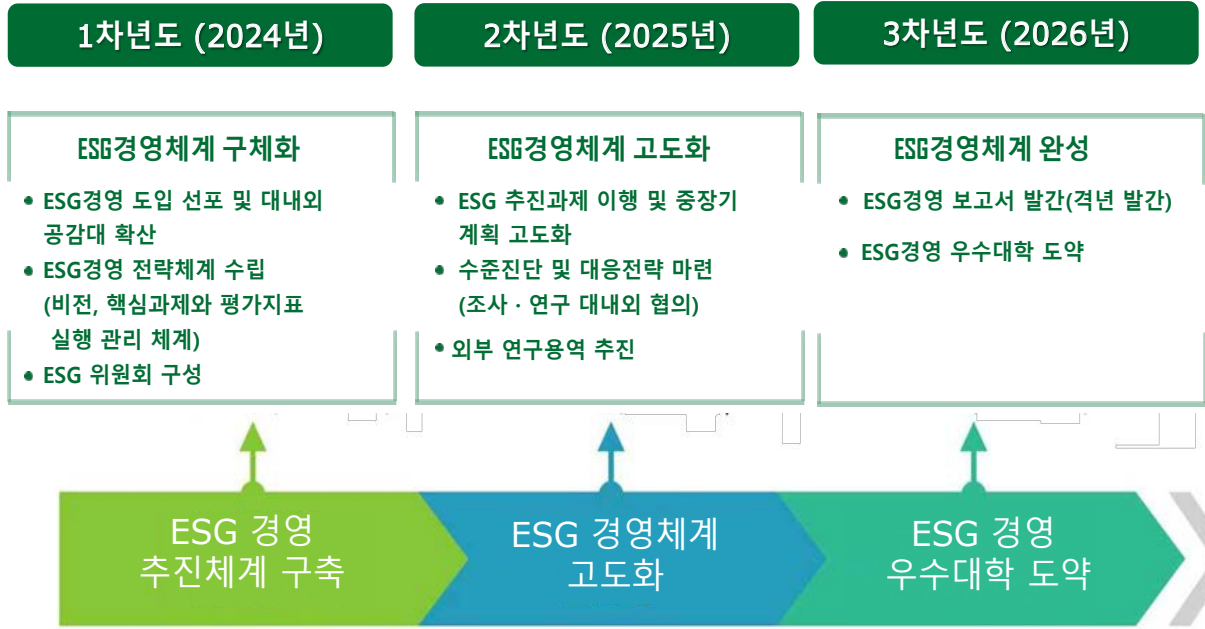 1차년도 (2024년)
2차년도 (2025년)
3차년도 (2026년)
ESG경영체계 구체화
• ESG경영 도입 선포 및 대내외
공감대 확산
• ESG경영 전략체계 수립
(비전, 핵심과제와 평가지표
실행 관리 체계)
• ESG 위원회 구성
ESG경영체계 고도화
• ESG 추진과제 이행 및 중장기
계획 고도화
• 수준진단 및 대응전략 마련
(조사 · 연구 대내외 협의)
• 외부 연구용역 추진
ESG경영체계 완성
• ESG경영 보고서 발간(격년 발간)
• ESG경영 우수대학 도약
ESG 경영
추진체계 구축
ESG 경영체계
고도화
ESG 경영
우수대학 도약